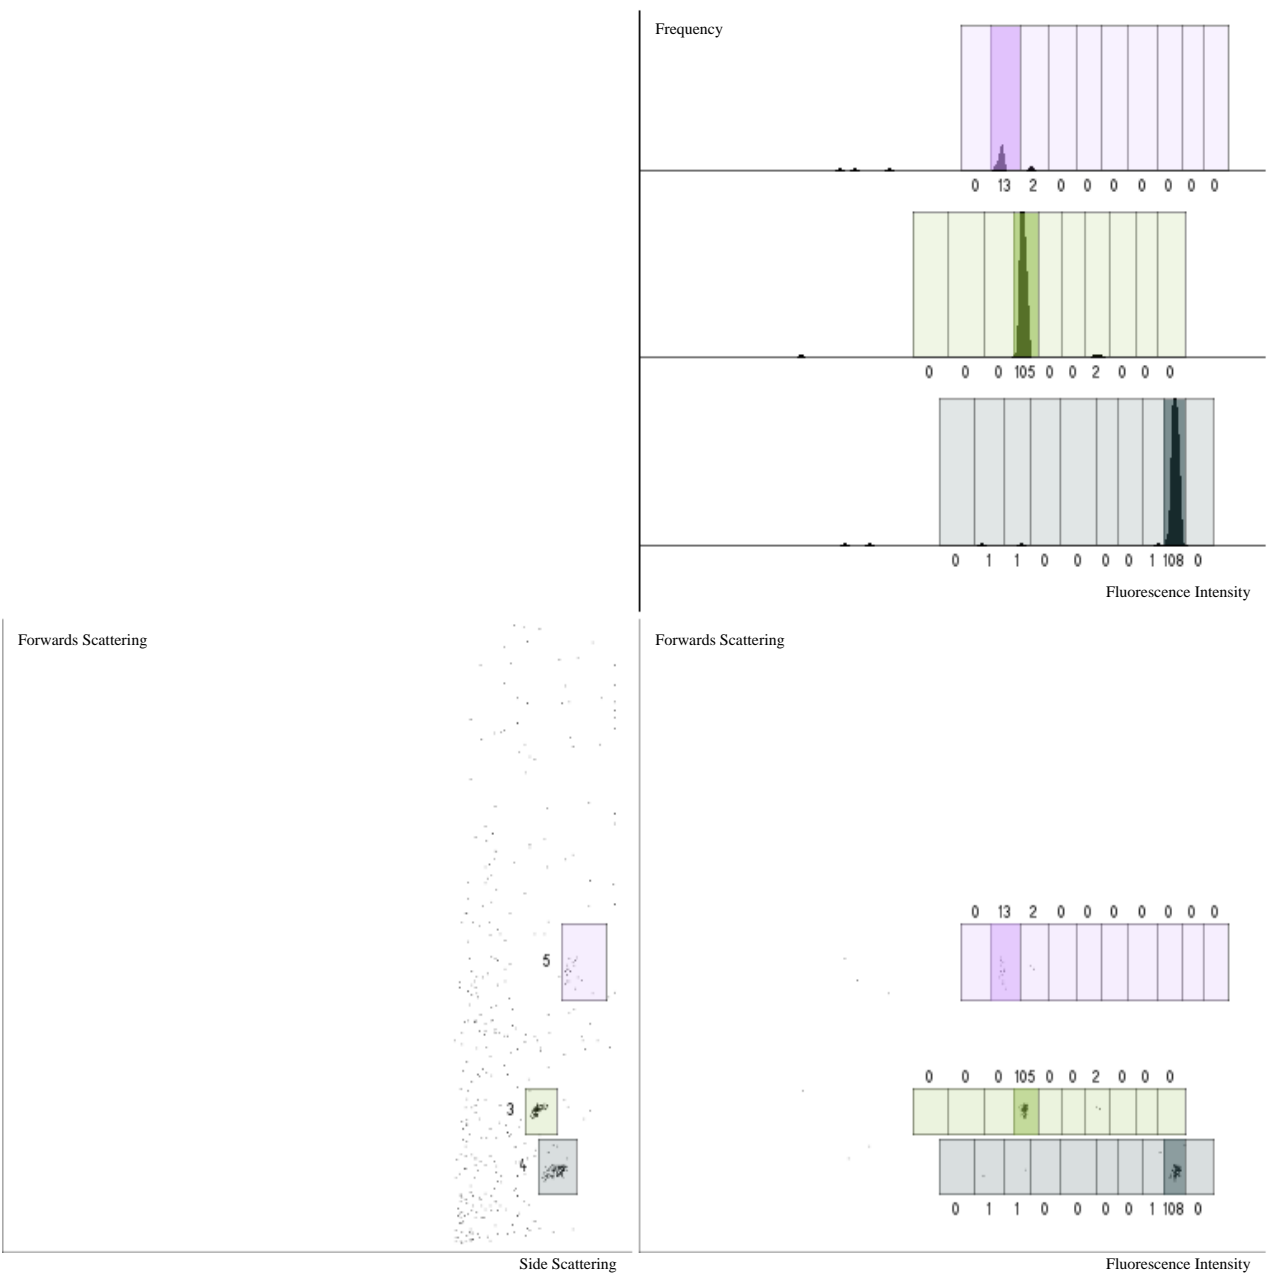 Frequency
0 13 2 0 0 0 0 0 0 0
0 0 0 105 0 0 2 0 0 0
0 1 1 0 0 0 0 1 108 0
Fluorescence Intensity
Forwards Scattering
5
3
4
Side Scattering
Forwards Scattering
0 13 2 0 0 0 0 0 0 0
0 0 0 105 0 0 2 0 0 0
0 1 1 0 0 0 0 1 108 0
Fluorescence Intensity